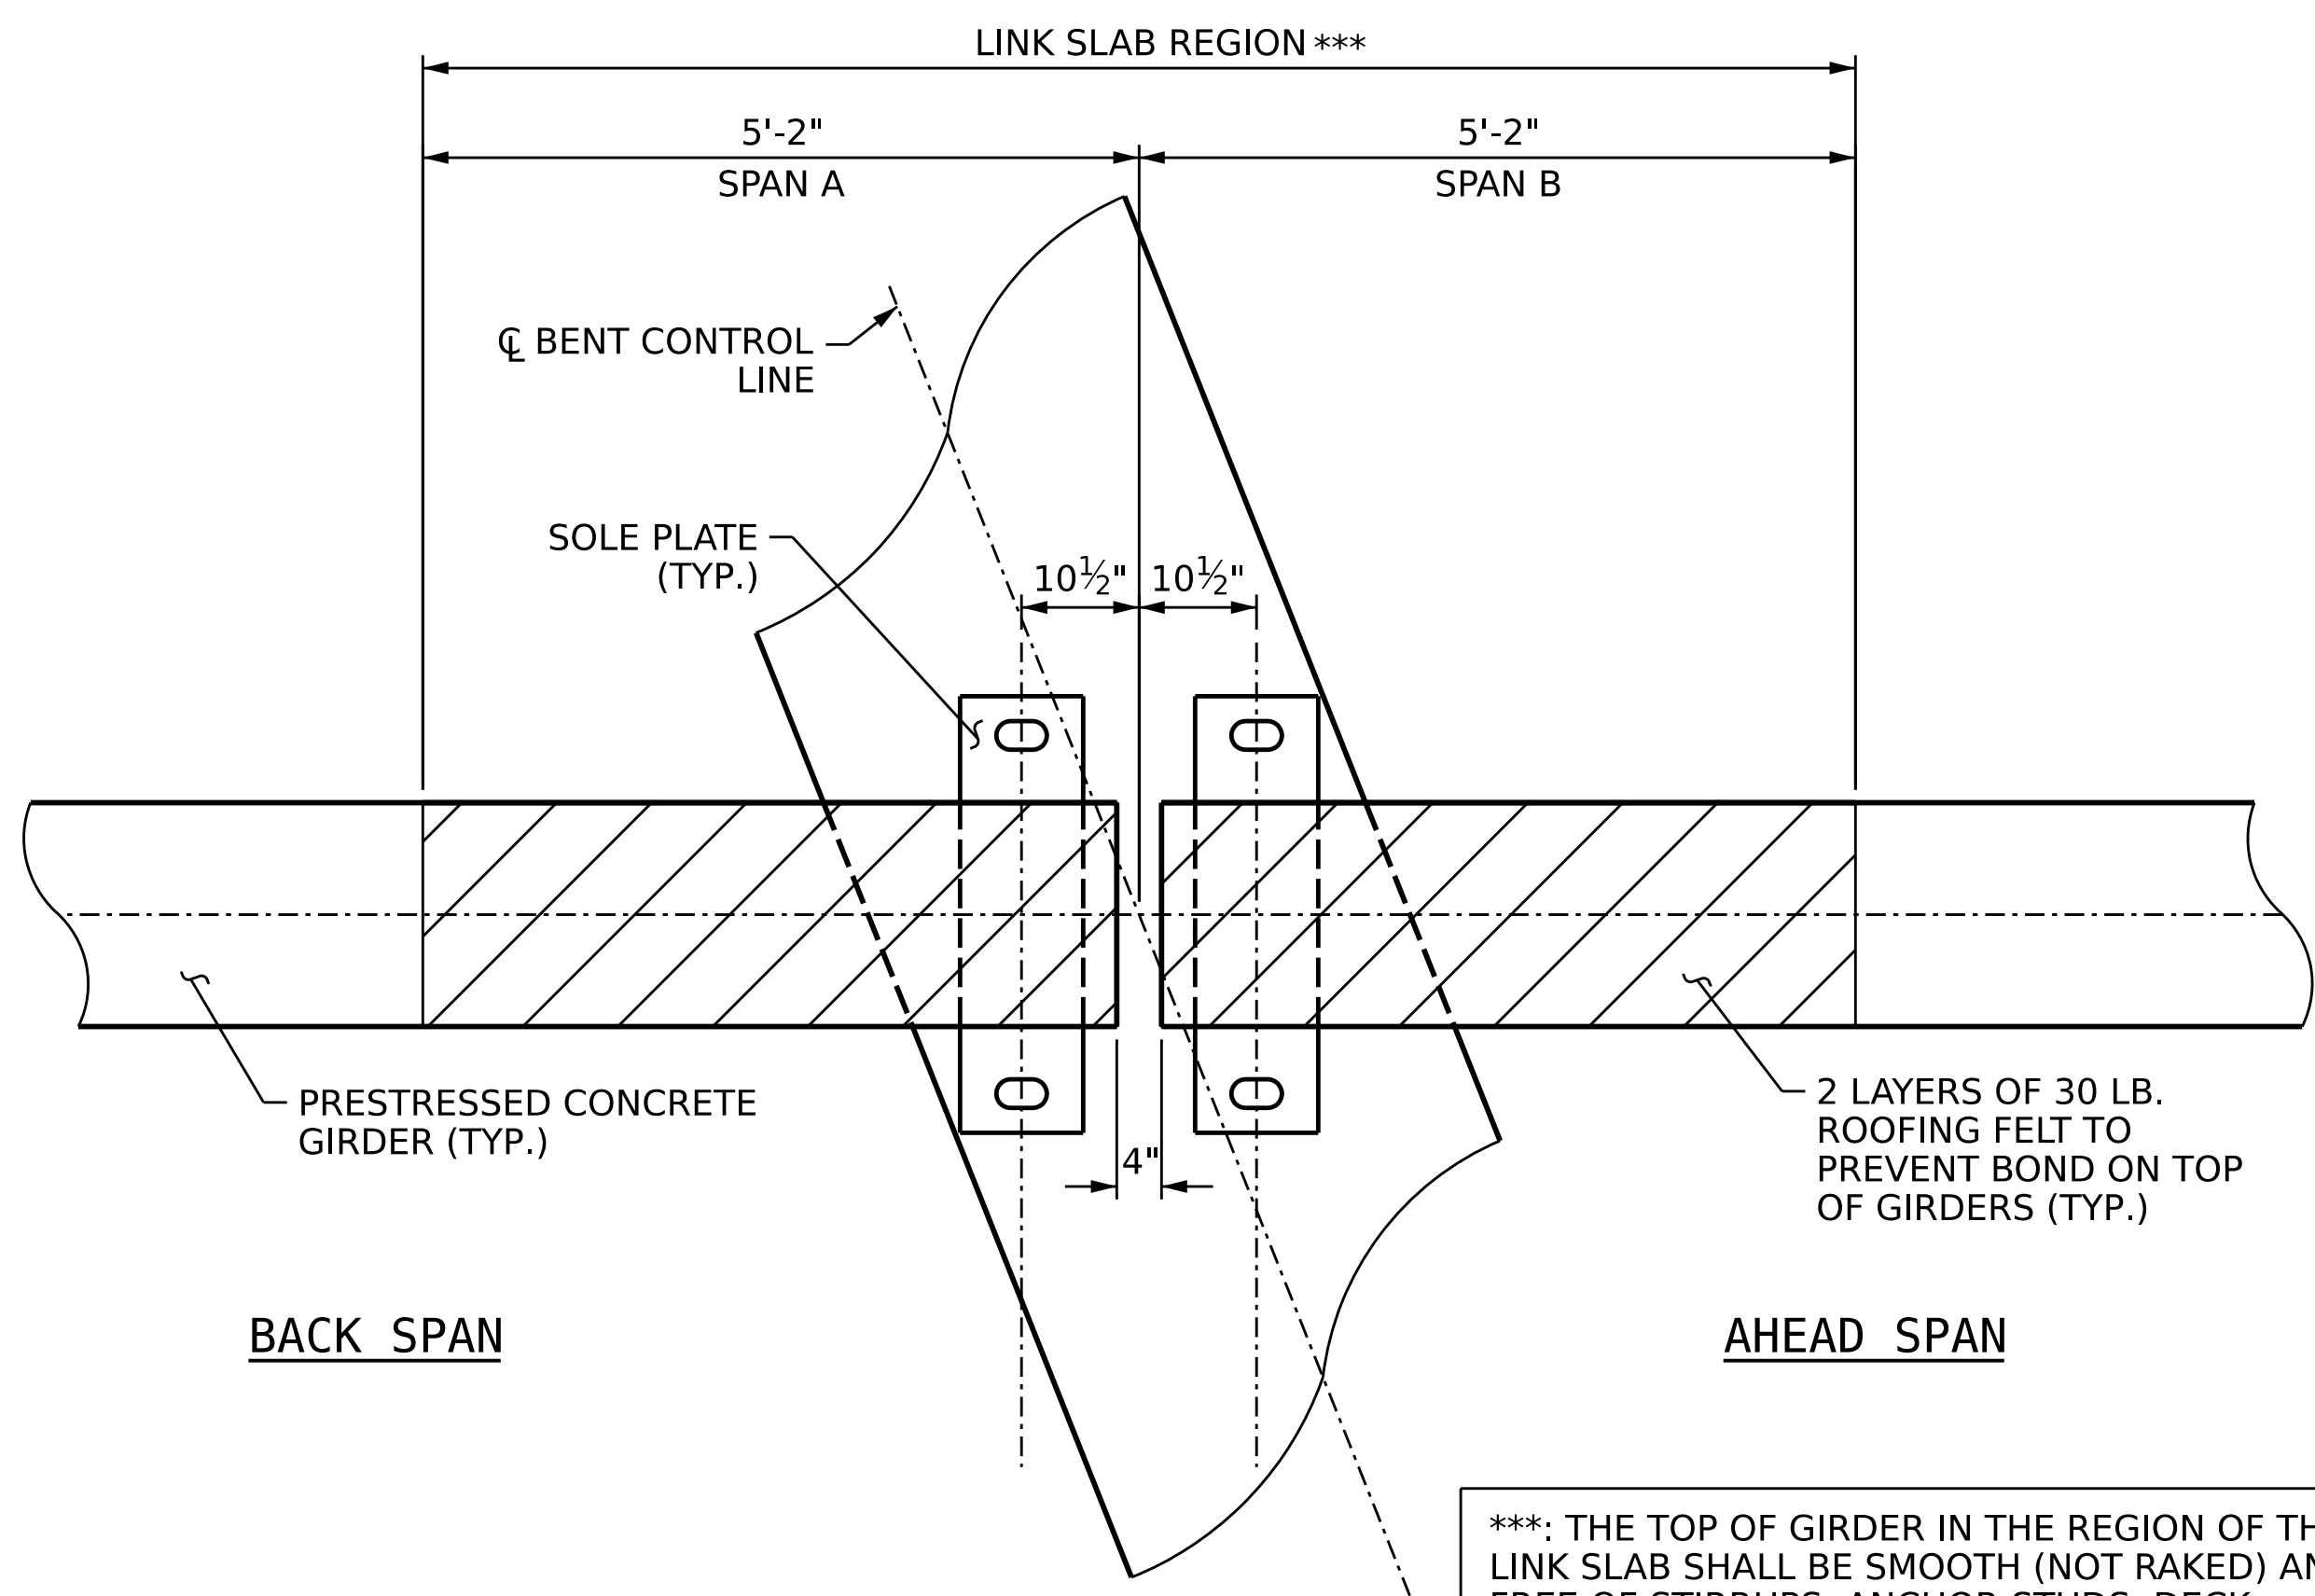 LINK SLAB REGION ***
5'-2"
5'-2"
SPAN A
SPAN B
℄ BENT CONTROL
LINE
SOLE PLATE
(TYP.)
10½"
10½"
PRESTRESSED CONCRETE
GIRDER (TYP.)
4"
2 LAYERS OF 30 LB.
ROOFING FELT TO
PREVENT BOND ON TOP
OF GIRDERS (TYP.)
BACK SPAN
AHEAD SPAN
***: THE TOP OF GIRDER IN THE REGION OF
LINK SLAB SHALL BE SMOOTH (NOT RAKED)